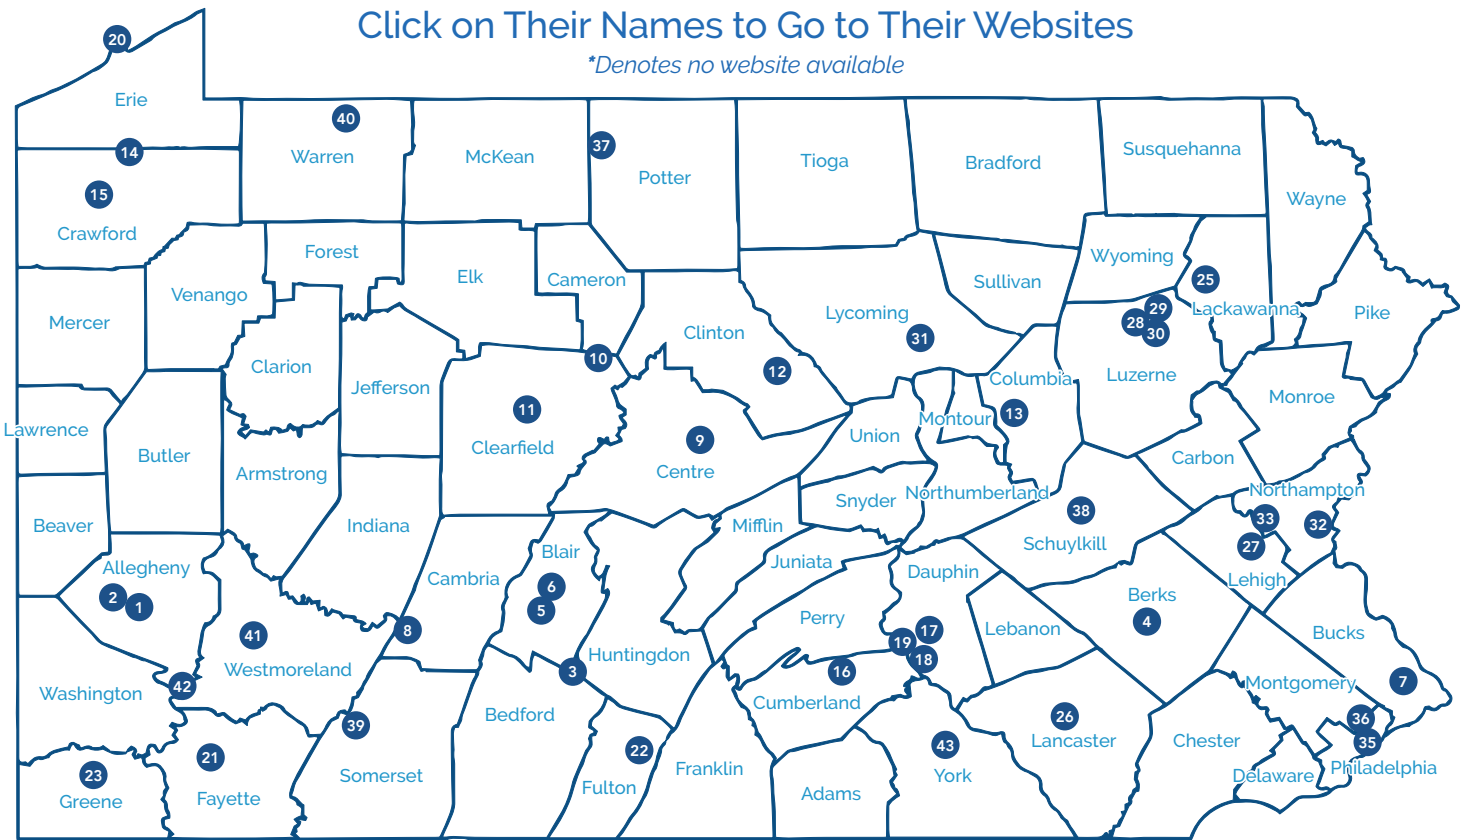 Click on Their Names to Go to Their Websites
*Denotes no website available
20
Erie
14
15
Crawford
40
Warren
McKean
37
Potter
Tioga
Bradford
Susquehanna
Wayne
Forest
Elk
Cameron
Venango
Mercer
Clarion
Jefferson
10
Clinton
12
Lycoming
31
Sullivan
Wyoming
25
Lackawanna
29
28
30
Luzerne
Pike
Monroe
Columbia
13
Montour
Union
Lawrence
Butler
Armstrong
11
Clearfield
9
Centre
Snyder
Northumberland
Carbon
Northampton
33
32
27
Lehigh
38
Schuylkill
Beaver
Indiana
Mifflin
Juniata
Allegheny
2
1
Blair
6
5
Cambria
8
41
Westmoreland
42
Washington
3
Huntingdon
Perry
Dauphin
17
19
18
Lebanon
Berks
4
Bucks
7
Montgomery
36
35
Philadelphia
Delaware
Chester
16
Cumberland
26
Lancaster
43
York
Adams
Franklin
22
Fulton
Bedford
39
Somerset
21
Fayette
23
Greene